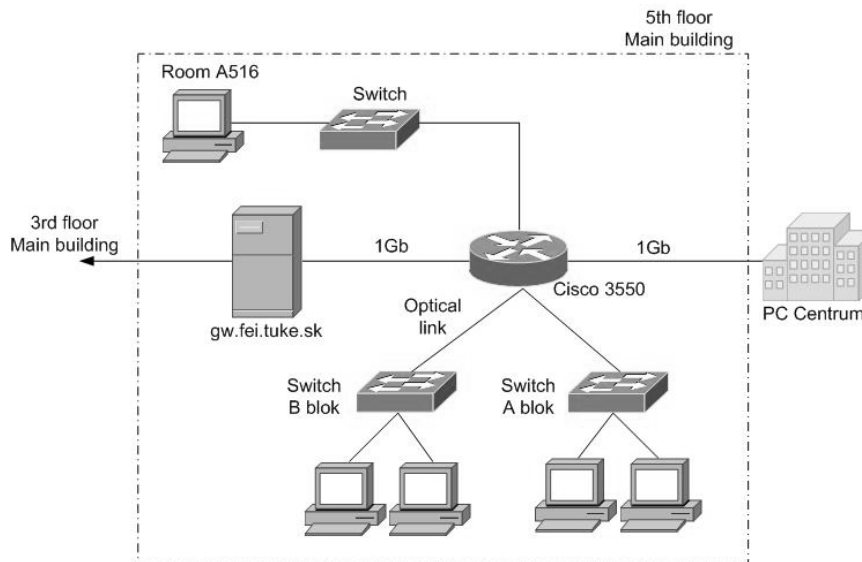 5th floor
Main building
Room A516
Switch
3rd floor
Main building
1Gb
1Gb
Cisco 3550
PC Centrum
gw.fei.tuke.sk
Optical
link
Switch
B blok
Switch
A blok